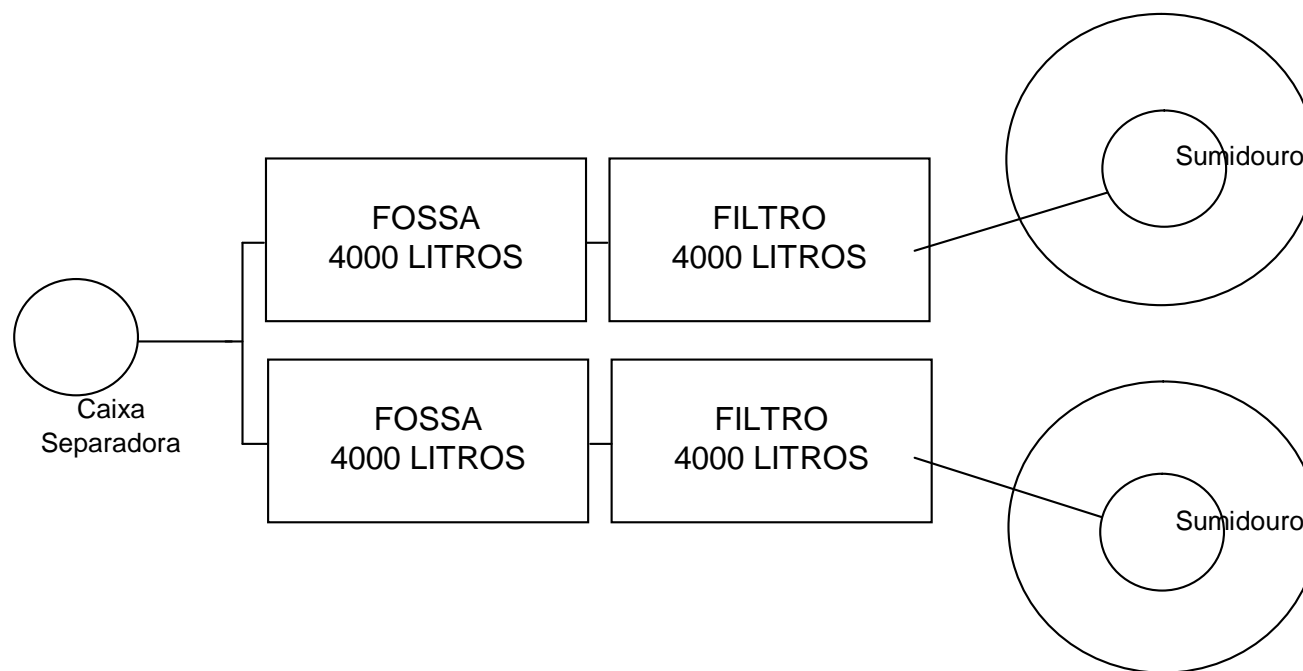 FOSSA
4000 LITROS
FILTRO
4000 LITROS
Sumidouro
Caixa
Separadora
FOSSA
4000 LITROS
FILTRO
4000 LITROS
Sumidouro